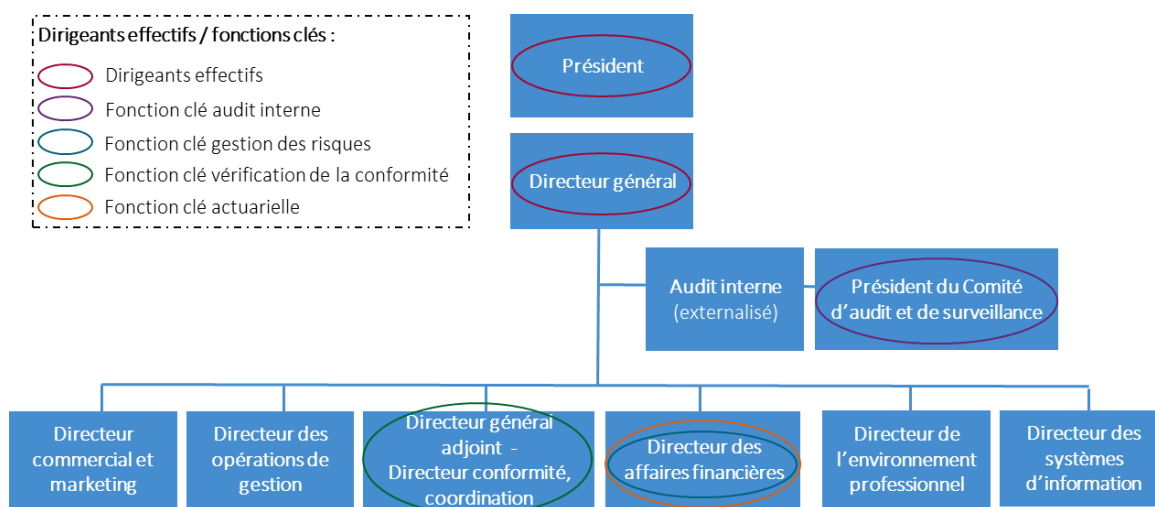 Dirigeants effectifs / fonctions clés :
Dirigeants effectifs
Fonction clé audit interne
Fonction clé gestion des risques
Fonction clé vérification de la conformité
Fonction clé actuarielle
Président
Directeur général
Audit interne
(externalisé)
Président du Comité
d'audit et de surveillance
Directeur
commercial et
marketing
Directeur des
opérations de
gestion
Directeur général
adjoint -
Directeur conformité,
coordination
Directeur des
affaires financières
Directeur de
l'environnement
professionnel
Directeur des
systèmes
d'information